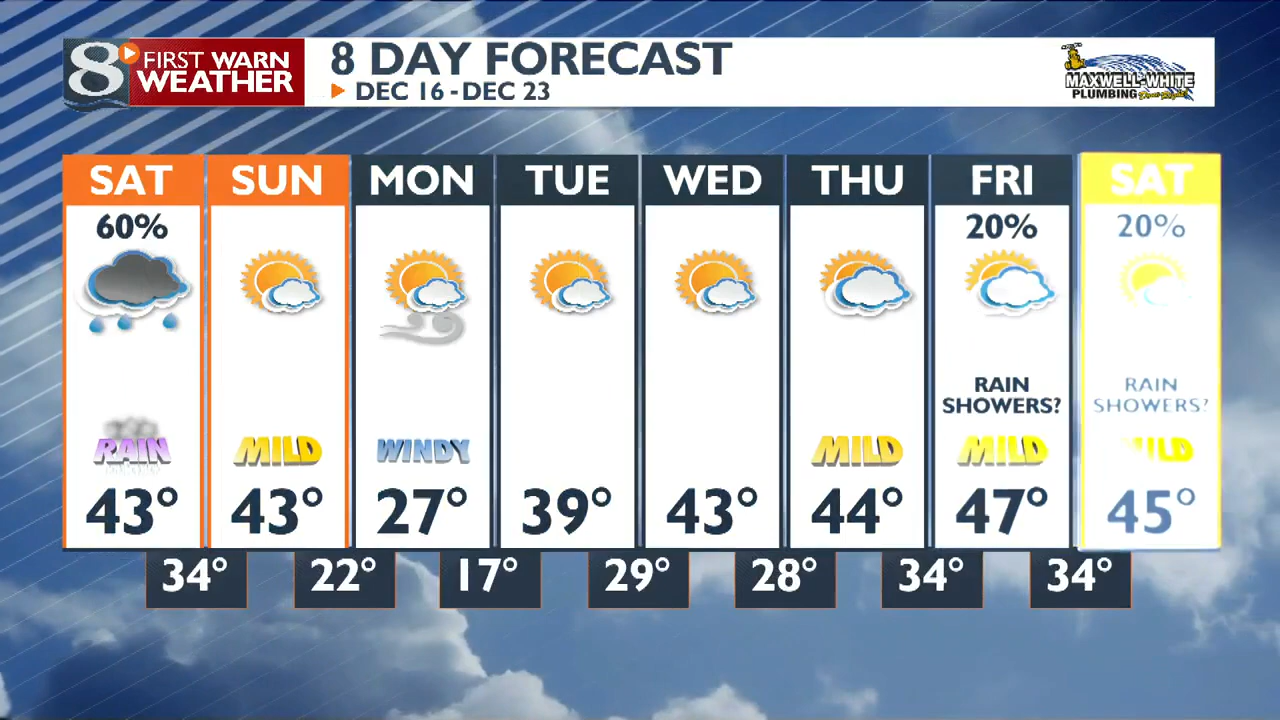 8 FIRST WARN
WEATHER
8 DAY FORECAST
DEC 16 - DEC 23
MAXWELL-WHITE
PLUMBING
SAT SUN MON TUE WED THU FRI SAT
60% 20% 20%
RAIN SHOWERS? RAIN SHOWERS?
RAIN MILD WINDY MILD MILD MILD
43° 43° 27° 39° 43° 44° 47° 45°
34° 22° 17° 29° 28° 34° 34°